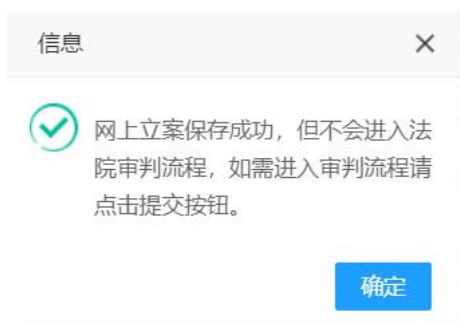 信息
网上立案保存成功，但不会进入法
院审判流程，如需进入审判流程请
点击提交按钮。
确定